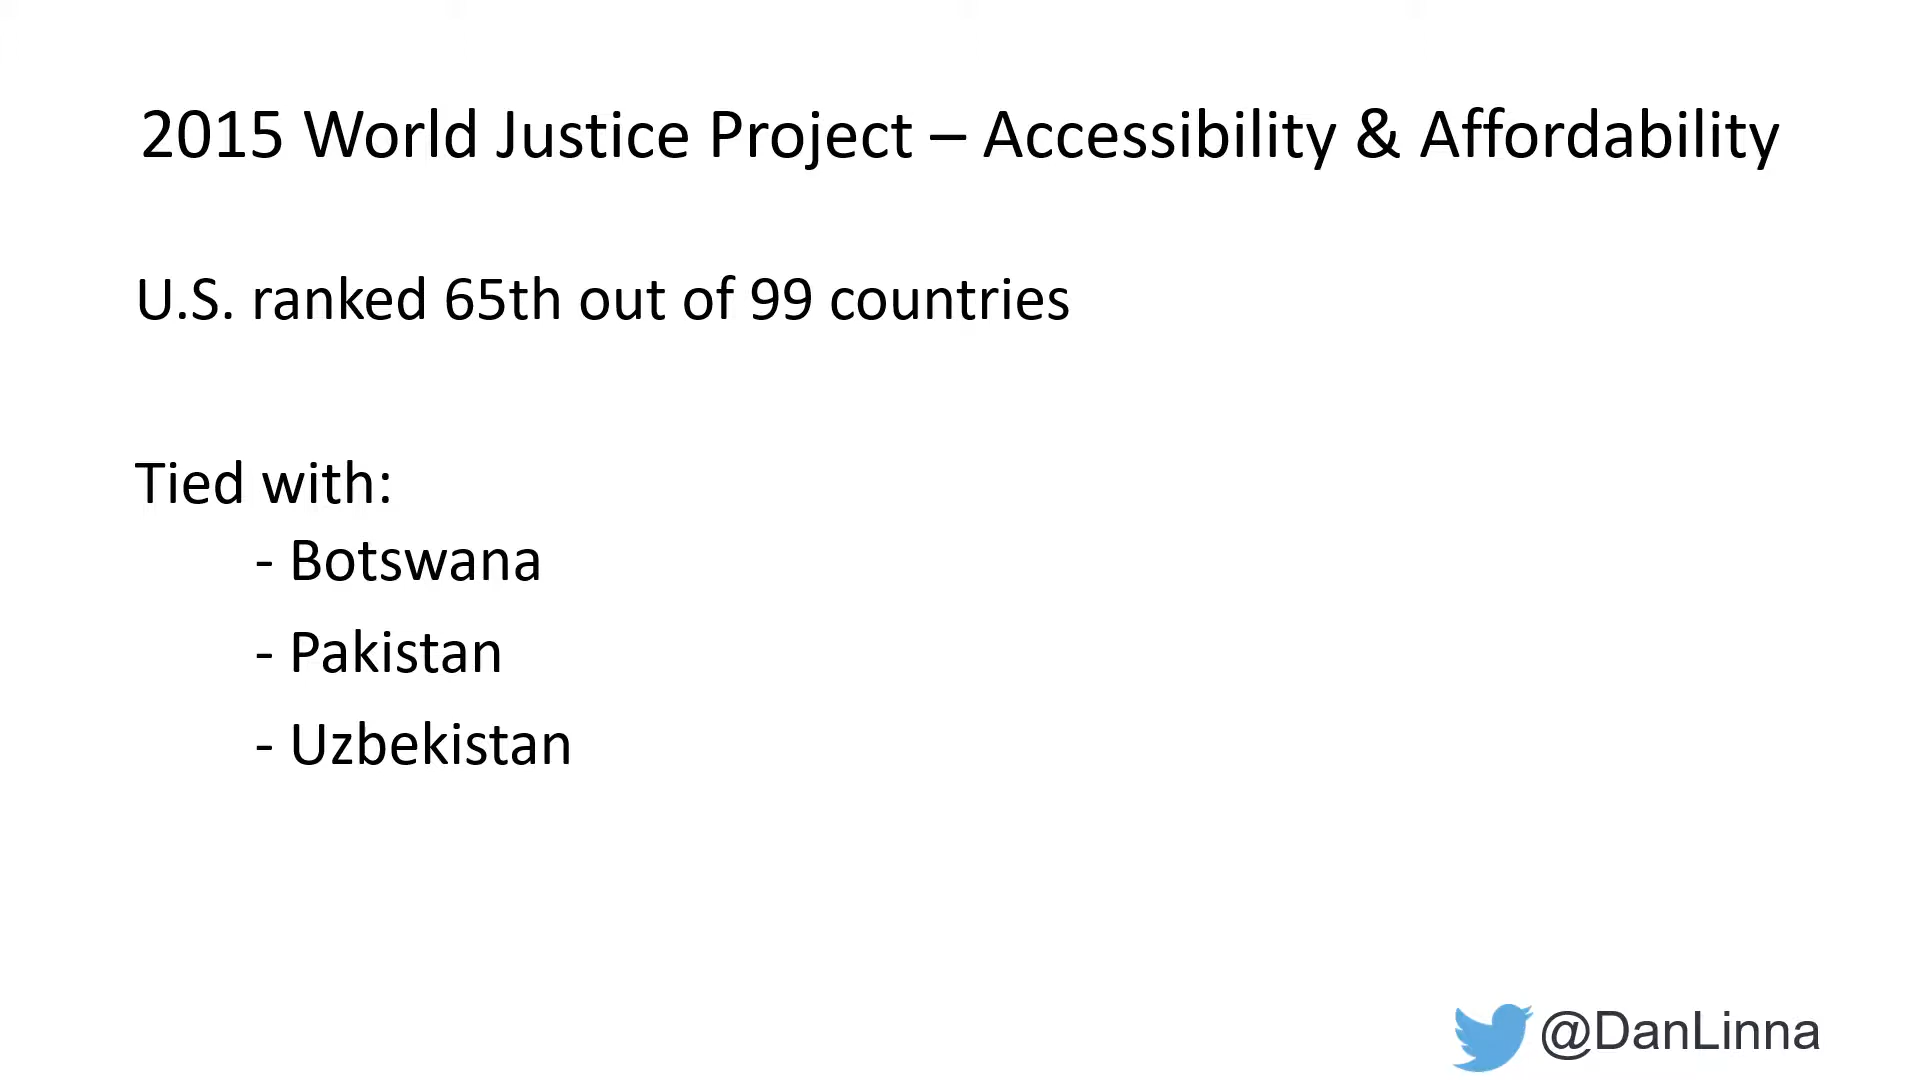 2015 World Justice Project – Accessibility & Affordability
U.S. ranked 65th out of 99 countries
Tied with:
- Botswana
- Pakistan
- Uzbekistan
@DanLinna